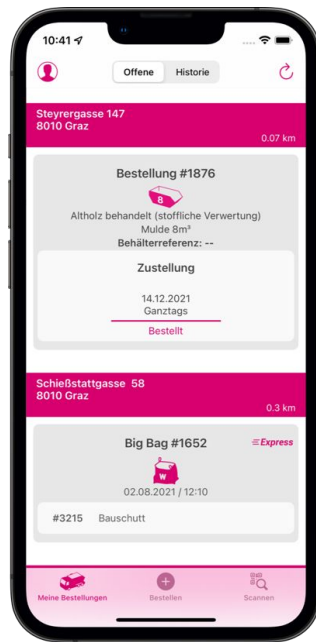 10:41
Offene Historie
Steyrergasse 147
8010 Graz
0.07 km
Bestellung #1876
8
Altholz behandelt (stoffliche Verwertung)
Mulde 8m³
Behälterreferenz: --
Zustellung
14.12.2021
Ganztags
Bestellt
Schießstattgasse 58
8010 Graz
0.3 km
Big Bag #1652
Express
W
02.08.2021 / 12:10
#3215 Bauschutt
Meine Bestellungen Bestellen Scannen